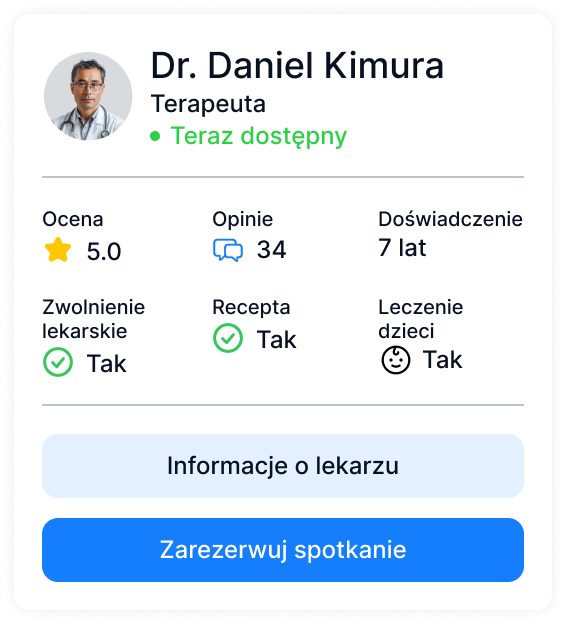 Dr. Daniel Kimura
Terapeuta
Teraz dostępny
Ocena
5.0
Opinie
34
Doświadczenie
7 lat
Zwolnienie
lekarskie
Tak
Recepta
Tak
Leczenie
dzieci
Tak
Informacje o lekarzu
Zarezerwuj spotkanie